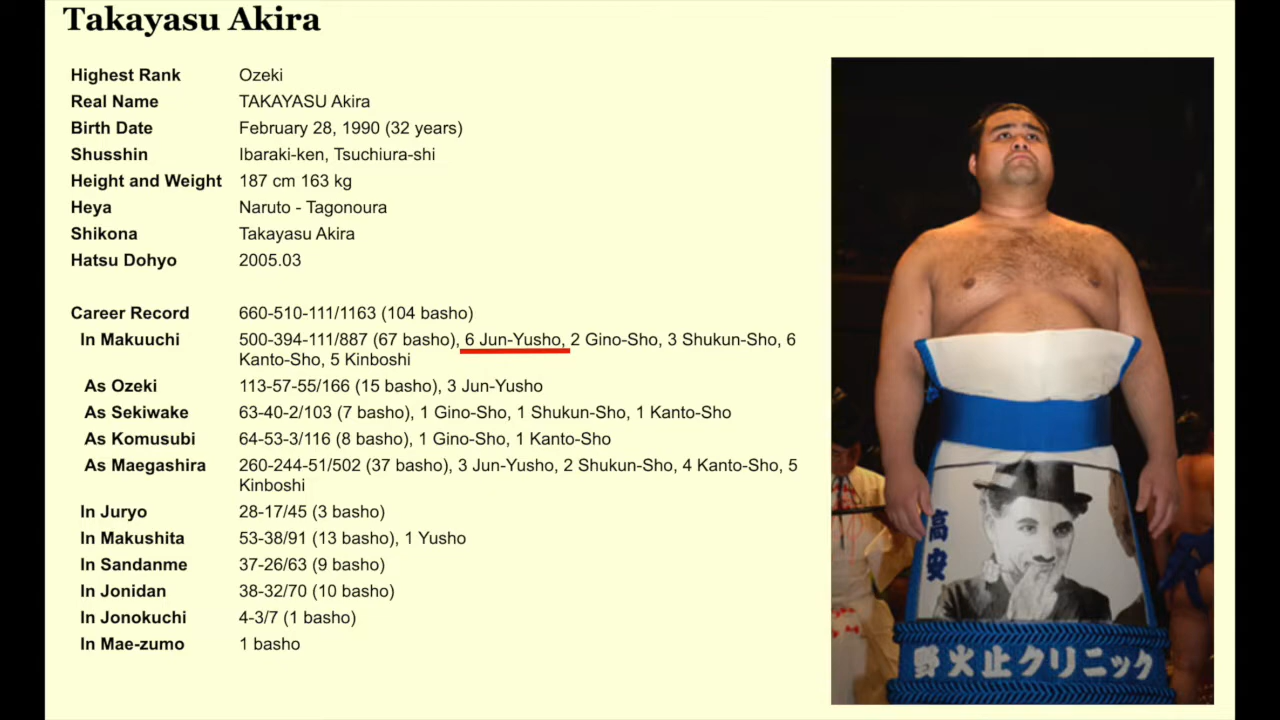 Takayasu Akira
Highest Rank Ozeki
Real Name TAKAYASU Akira
Birth Date February 28, 1990 (32 years)
Shusshin Ibaraki-ken, Tsuchiura-shi
Height and Weight 187 cm 163 kg
Heya Naruto - Tagonoura
Shikona Takayasu Akira
Hatsu Dohyo 2005.03
Career Record 660-510-111/1163 (104 basho)
In Makuuchi 500-394-111/887 (67 basho), 6 Jun-Yusho, 2 Gino-Sho, 3 Shukun-Sho, 6
Kanto-Sho, 5 Kinboshi
As Ozeki 113-57-55/166 (15 basho), 3 Jun-Yusho
As Sekiwake 63-40-2/103 (7 basho), 1 Gino-Sho, 1 Shukun-Sho, 1 Kanto-Sho
As Komusubi 64-53-3/116 (8 basho), 1 Gino-Sho, 1 Kanto-Sho
As Maegashira 260-244-51/502 (37 basho), 3 Jun-Yusho, 2 Shukun-Sho, 4 Kanto-Sho, 5
Kinboshi
In Juryo 28-17/45 (3 basho)
In Makushita 53-38/91 (13 basho), 1 Yusho
In Sandanme 37-26/63 (9 basho)
In Jonidan 38-32/70 (10 basho)
In Jonokuchi 4-3/7 (1 basho)
In Mae-zumo 1 basho
高安
野火止クリニック